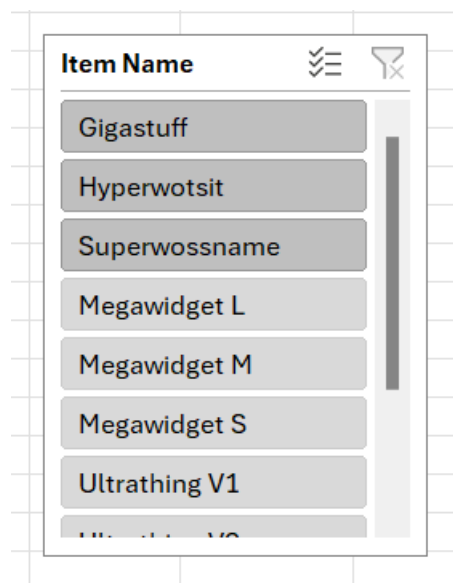 Item Name
Gigastuff
Hyperwotsit
Superwossname
Megawidget L
Megawidget M
Megawidget S
Ultrathing V1